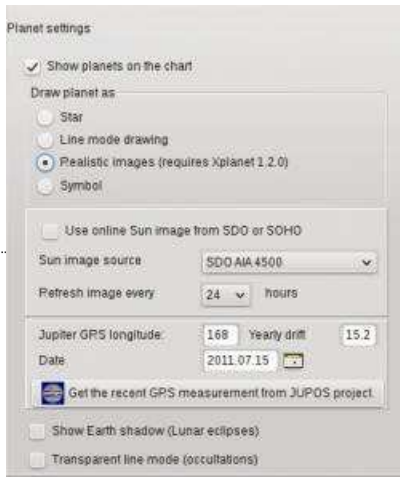 Planet settings
Show planets on the chart
Draw planet as
Star
Line mode drawing
Realistic images (requires Xplanet 1.2.0)
Symbol
Use online Sun image from SDO or SOHO
Sun image source SDO AIA 4500
Refresh image every 24 hours
Jupiter GRS longitude: 168 Yearly drift 15.2
Date 2011.07.15
Get the recent GRS measurement from JUPOS project.
Show Earth shadow (Lunar eclipses)
Transparent line mode (occultations)